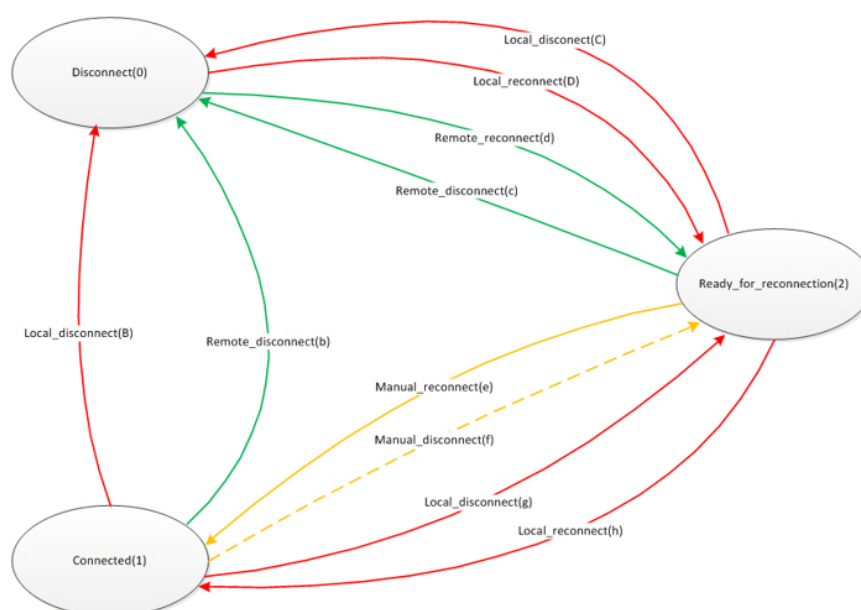 Local_disconect(C)
Disconnect(0)
Local_reconnect(D)
Remote_reconnect(d)
Remote_disconnect(c)
Ready_for_reconnection(2)
Local_disconnect(B)
Remote_disconnect(b)
Manual_reconnect(e)
Manual_disconnect(f)
Local_disconnect(g)
Local_reconnect(h)
Connected(1)